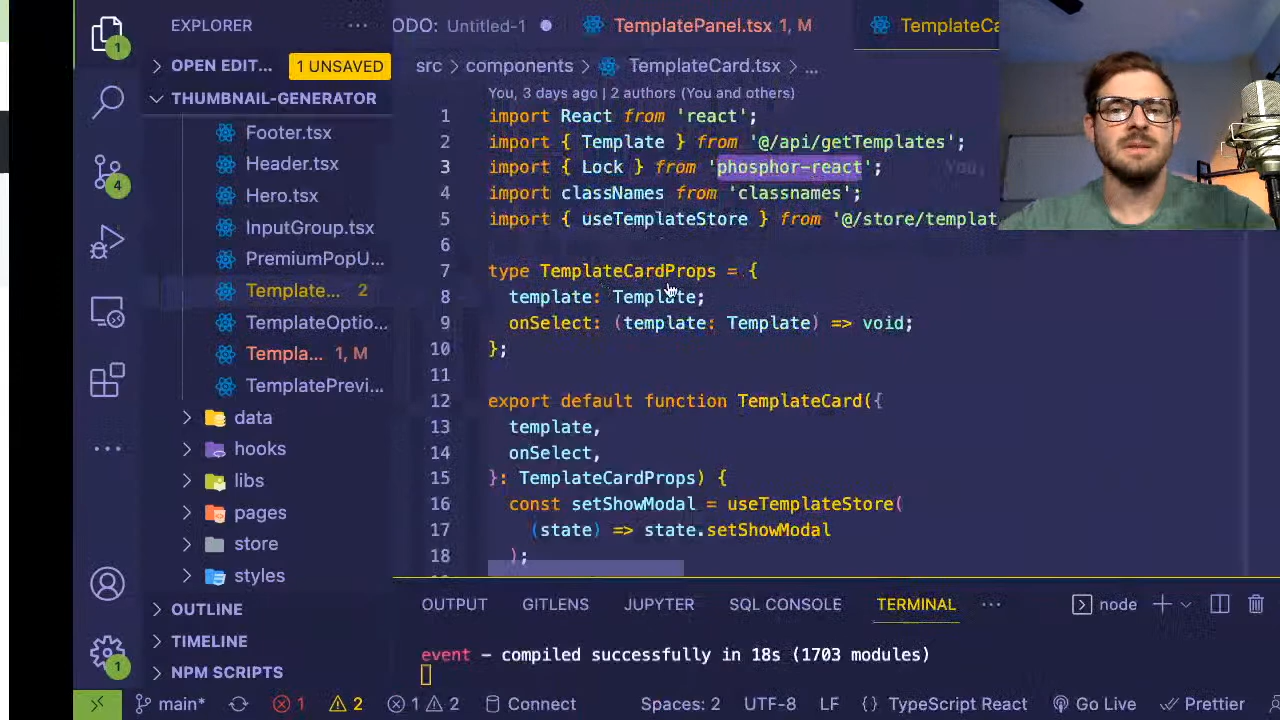 1
EXPLORER
ODO: Untitled-1
TemplatePanel.tsx 1, M
TemplateCa
OPEN EDIT... 1 UNSAVED
src > components > TemplateCard.tsx > ...
THUMBNAIL-GENERATOR
You, 3 days ago | 2 authors (You and others)
Footer.tsx
Header.tsx
Hero.tsx
InputGroup.tsx
PremiumPopU...
Template... 2
TemplateOptio...
Templa... 1, M
TemplatePrevi...
data
hooks
libs
pages
store
styles
OUTLINE
TIMELINE
NPM SCRIPTS
4
1
1 import React from 'react';
2 import { Template } from '@/api/getTemplates';
3 import { Lock } from 'phosphor-react'; You,
4 import classNames from 'classnames';
5 import { useTemplateStore } from '@/store/templat
6
7 type TemplateCardProps = {
8 template: Template;
9 onSelect: (template: Template) => void;
10 };
11
12 export default function TemplateCard({
13 template,
14 onSelect,
15 }: TemplateCardProps) {
16 const setShowModal = useTemplateStore(
17 (state) => state.setShowModal
18 );
OUTPUT GITLENS JUPYTER SQL CONSOLE TERMINAL ... node
event - compiled successfully in 18s (1703 modules)
main* 1 2 1 2 Connect Spaces: 2 UTF-8 LF {} TypeScript React Go Live Prettier